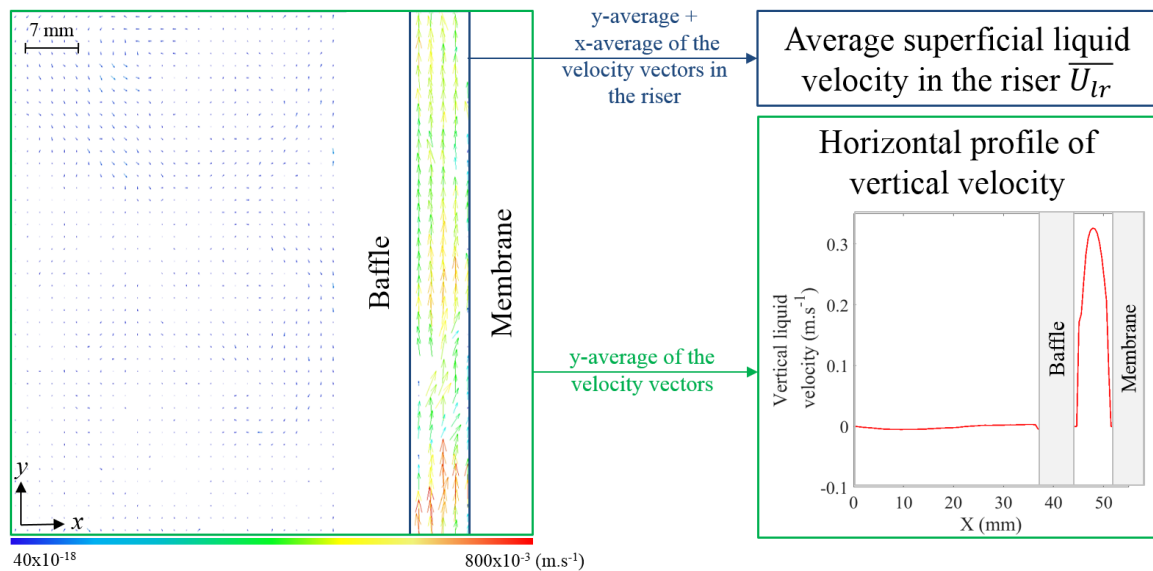 7 mm
Baffle
Membrane
y
x
40x10⁻¹⁸
800x10⁻³ (m.s⁻¹)
y-average +
x-average of the
velocity vectors in
the riser
Average superficial liquid
velocity in the riser $\overline{U_{lr}}$
y-average of the
velocity vectors
Horizontal profile of
vertical velocity
Vertical liquid
velocity (m.s⁻¹)
0.3
0.2
0.1
0
-0.1
Baffle
Membrane
0 10 20 30 40 50
X (mm)